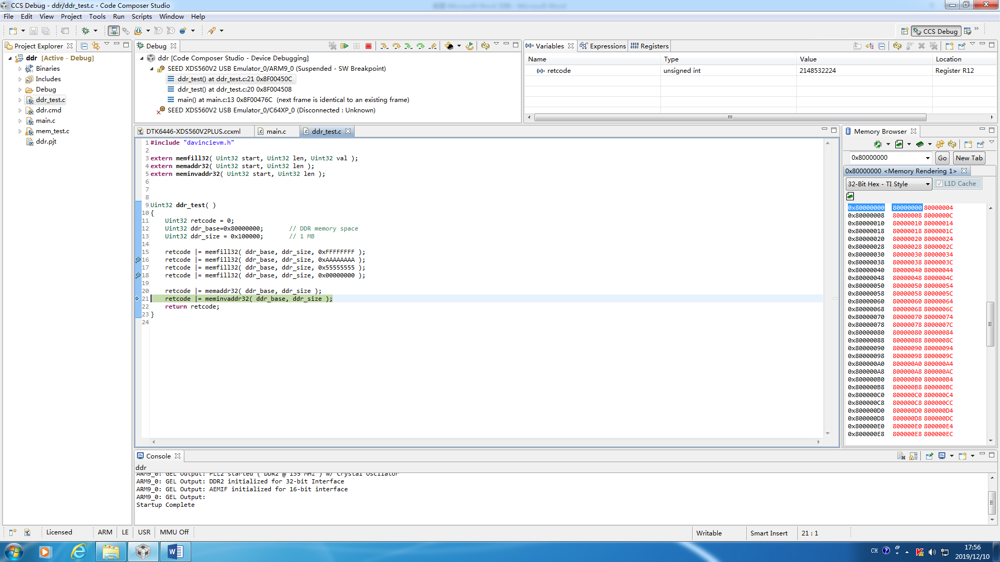 CCS Debug - ddr/ddr_test.c - Code Composer Studio
File Edit View Project Tools Run Scripts Window Help
CCS Debug
Project Explorer
ddr [Active - Debug]
Binaries
Includes
Debug
ddr_test.c
ddr.cmd
main.c
mem_test.c
ddr.pjt
Debug
ddr [Code Composer Studio - Device Debugging]
SEED XDS560V2 USB Emulator_0/ARM9_0 (Suspended - SW Breakpoint)
ddr_test() at ddr_test.c:21 0x8F00450C
ddr_test() at ddr_test.c:20 0x8F004508
main() at main.c:13 0x8F00476C (next frame is identical to an existing frame)
SEED XDS560V2 USB Emulator_0/C64XP_0 (Disconnected : Unknown)
Variables Expressions Registers
Name Type Value Location
retcode unsigned int 2148532224 Register R12
DTK6446-XDS560V2PLUS.ccxml main.c ddr_test.c
1 #include "davincievm.h"
2
3 extern memfill32( Uint32 start, Uint32 len, Uint32 val );
4 extern memaddr32( Uint32 start, Uint32 len );
5 extern meminvaddr32( Uint32 start, Uint32 len );
6
7
8
9 Uint32 ddr_test( )
10 {
11 Uint32 retcode = 0;
12 Uint32 ddr_base=0x80000000; // DDR memory space
13 Uint32 ddr_size = 0x100000; // 1 MB
14
15 retcode |= memfill32( ddr_base, ddr_size, 0xFFFFFFFF );
16 retcode |= memfill32( ddr_base, ddr_size, 0xAAAAAAAA );
17 retcode |= memfill32( ddr_base, ddr_size, 0x55555555 );
18 retcode |= memfill32( ddr_base, ddr_size, 0x00000000 );
19
20 retcode |= memaddr32( ddr_base, ddr_size );
21 retcode |= meminvaddr32( ddr_base, ddr_size );
22 return retcode;
23 }
24
Memory Browser
0x80000000 Go New Tab
0x80000000 <Memory Rendering 1>
32-Bit Hex - TI Style L1D Cache
0x80000000 80000000 80000004
0x80000008 80000008 8000000C
0x80000010 80000010 80000014
0x80000018 80000018 8000001C
0x80000020 80000020 80000024
0x80000028 80000028 8000002C
0x80000030 80000030 80000034
0x80000038 80000038 8000003C
0x80000040 80000040 80000044
0x80000048 80000048 8000004C
0x80000050 80000050 80000054
0x80000058 80000058 8000005C
0x80000060 80000060 80000064
0x80000068 80000068 8000006C
0x80000070 80000070 80000074
0x80000078 80000078 8000007C
0x80000080 80000080 80000084
0x80000088 80000088 8000008C
0x80000090 80000090 80000094
0x80000098 80000098 8000009C
0x800000A0 800000A0 800000A4
0x800000A8 800000A8 800000AC
0x800000B0 800000B0 800000B4
0x800000B8 800000B8 800000BC
0x800000C0 800000C0 800000C4
0x800000C8 800000C8 800000CC
0x800000D0 800000D0 800000D4
0x800000D8 800000D8 800000DC
0x800000E0 800000E0 800000E4
0x800000E8 800000E8 800000EC
Console
ddr
ARM9_0: GEL Output: PLL2 started ( DDR2 @ 135 MHz ) w/ Crystal Oscilator
ARM9_0: GEL Output: DDR2 initialized for 32-bit Interface
ARM9_0: GEL Output: AEMIF initialized for 16-bit interface
ARM9_0: GEL Output:
Startup Complete
Licensed ARM LE USR MMU Off Writable Smart Insert 21 : 1
CH 17:56
2019/12/10